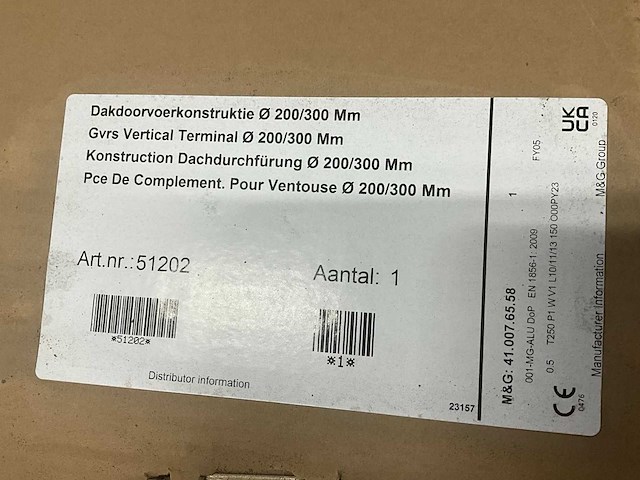 Dakdoorvoerkonstruktie Ø 200/300 Mm
Gvrs Vertical Terminal Ø 200/300 Mm
Konstruction Dachdurchfürung Ø 200/300 Mm
Pce De Complement. Pour Ventouse Ø 200/300 Mm
Art.nr.:51202
Aantal: 1
*51202*
*1*
Distributor information
23157
M&G: 41.007.65.58
1
001-MG-ALU DoP EN 1856-1: 2009
FY05
0.5 T250 P1 W V1 L10/11/13 150 O00PY23
CE
0476
Manufacturer Information
M&G-Group
UK
CA
0120